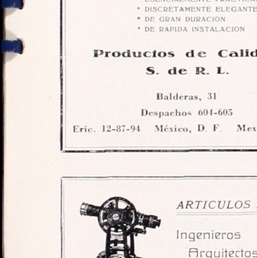 * DISCRETAMENTE ELEGANTE
* DE GRAN DURACION
* DE RAPIDA INSTALACION
Productos de Calid
S. de R. L.
Balderas, 31
Despachos 604-605
Eric. 12-87-94 México, D. F. Mex
ARTICULOS
Ingenieros
Arquitectos